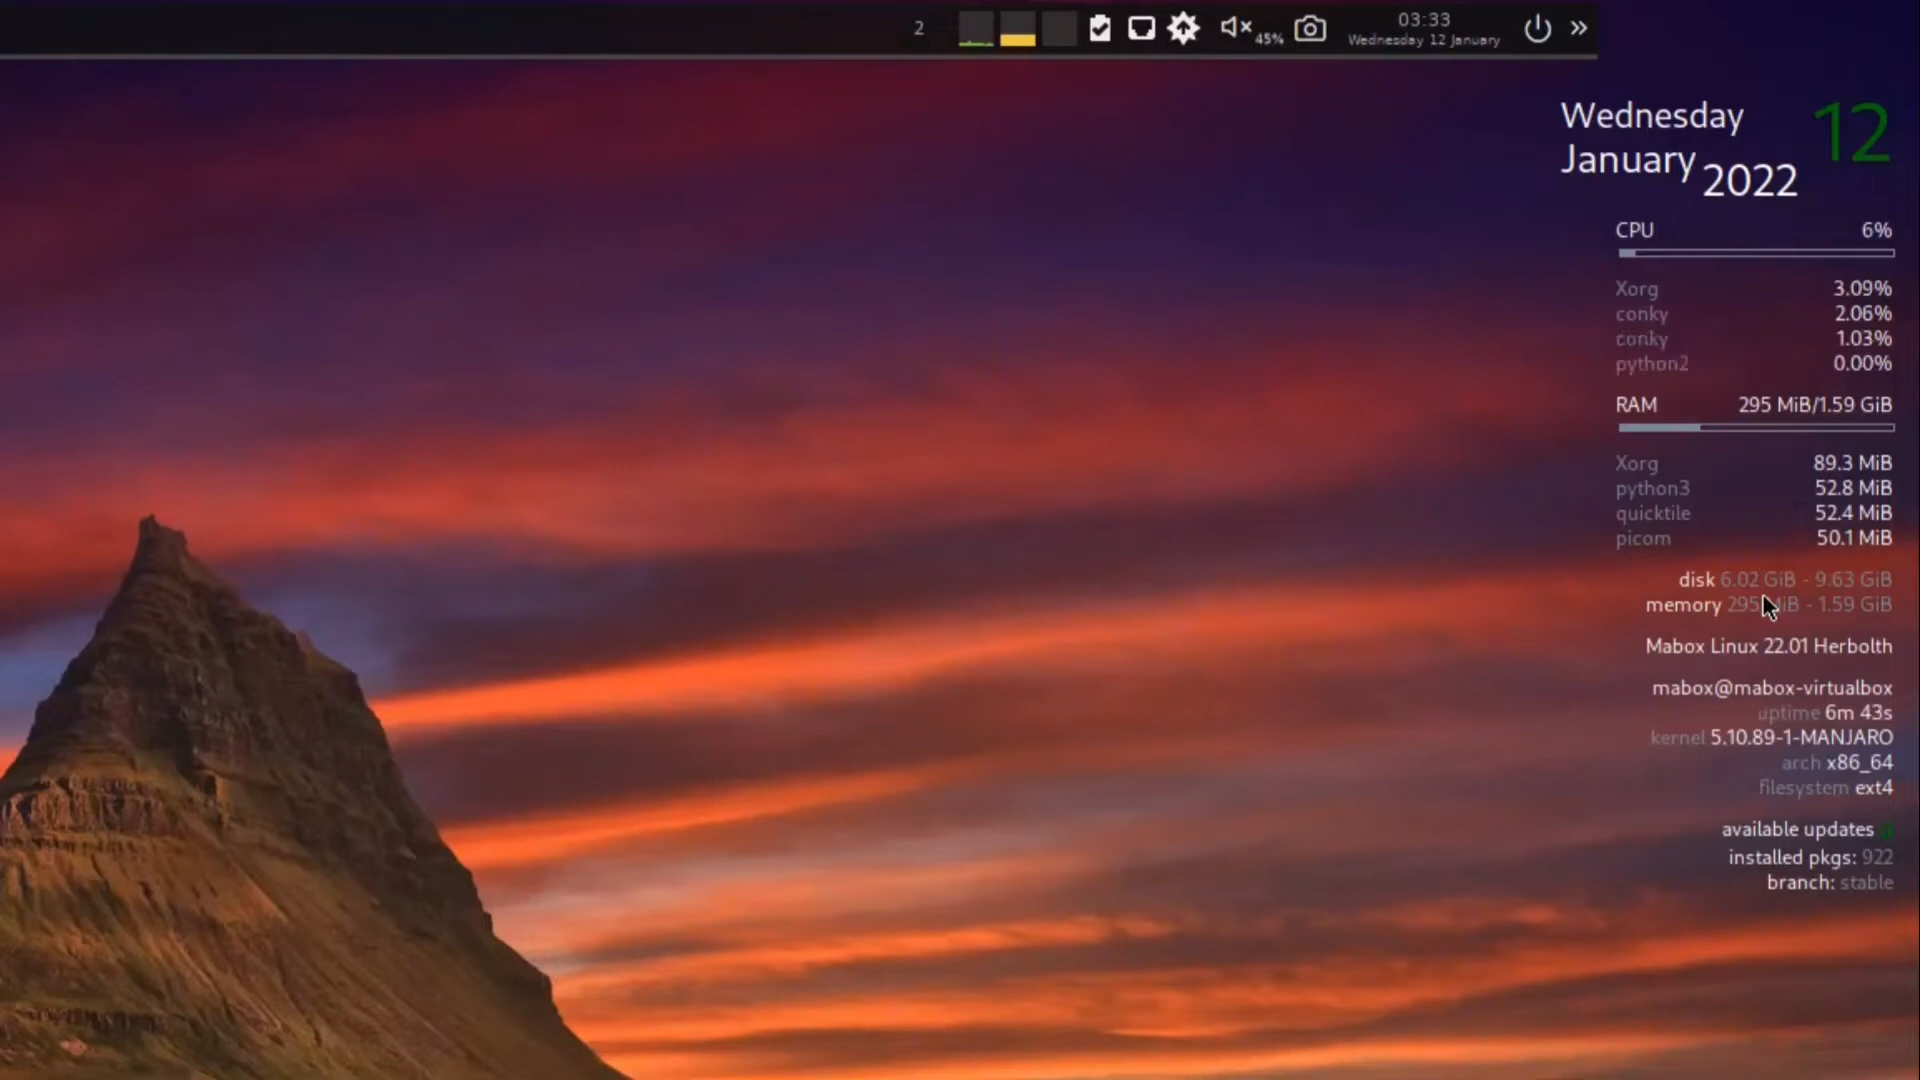 2
45%
03:33
Wednesday 12 January
Wednesday 12
January 2022
CPU 6%
Xorg 3.09%
conky 2.06%
conky 1.03%
python2 0.00%
RAM 295 MiB/1.59 GiB
Xorg 89.3 MiB
python3 52.8 MiB
quicktile 52.4 MiB
picom 50.1 MiB
disk 6.02 GiB - 9.63 GiB
memory 295 MiB - 1.59 GiB
Mabox Linux 22.01 Herbolth
mabox@mabox-virtualbox
uptime 6m 43s
kernel 5.10.89-1-MANJARO
arch x86_64
filesystem ext4
available updates
installed pkgs: 922
branch: stable